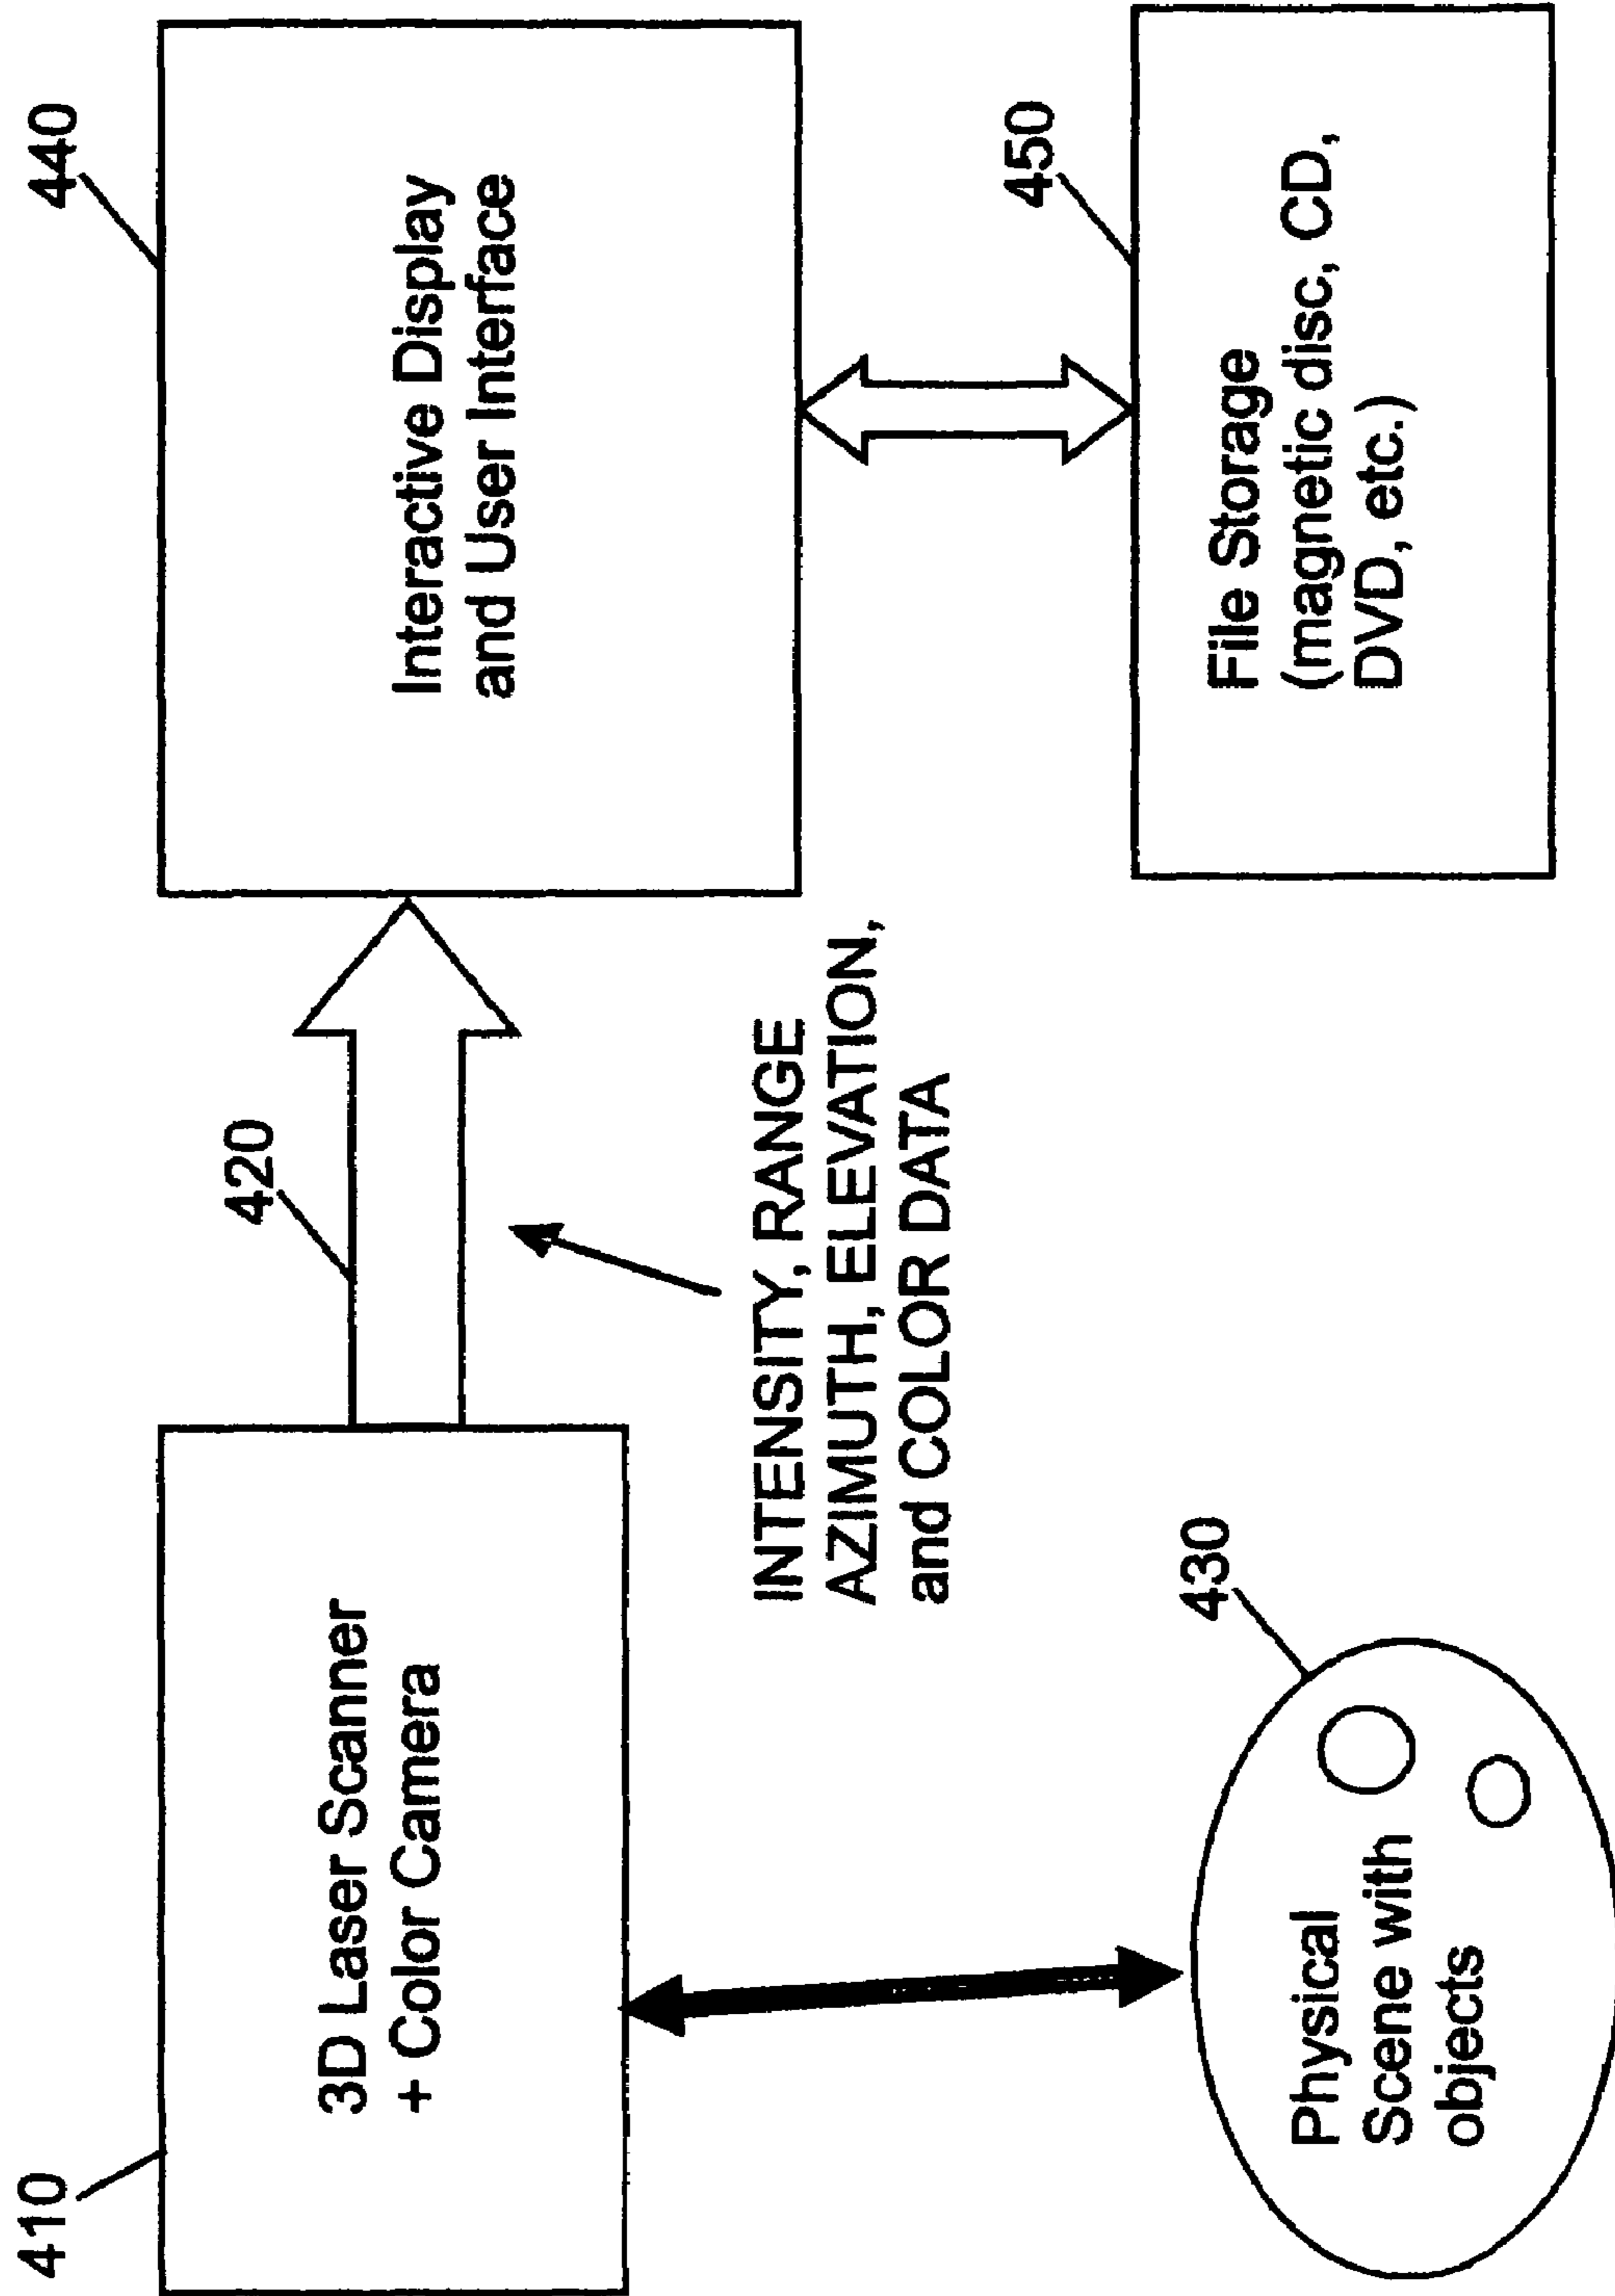 410
3D Laser Scanner
+ Color Camera
420
INTENSITY, RANGE
AZIMUTH, ELEVATION,
and COLOR DATA
440
Interactive Display
and User Interface
430
Physical
Scene with
objects
450
File Storage
(magnetic disc, CD,
DVD, etc.)